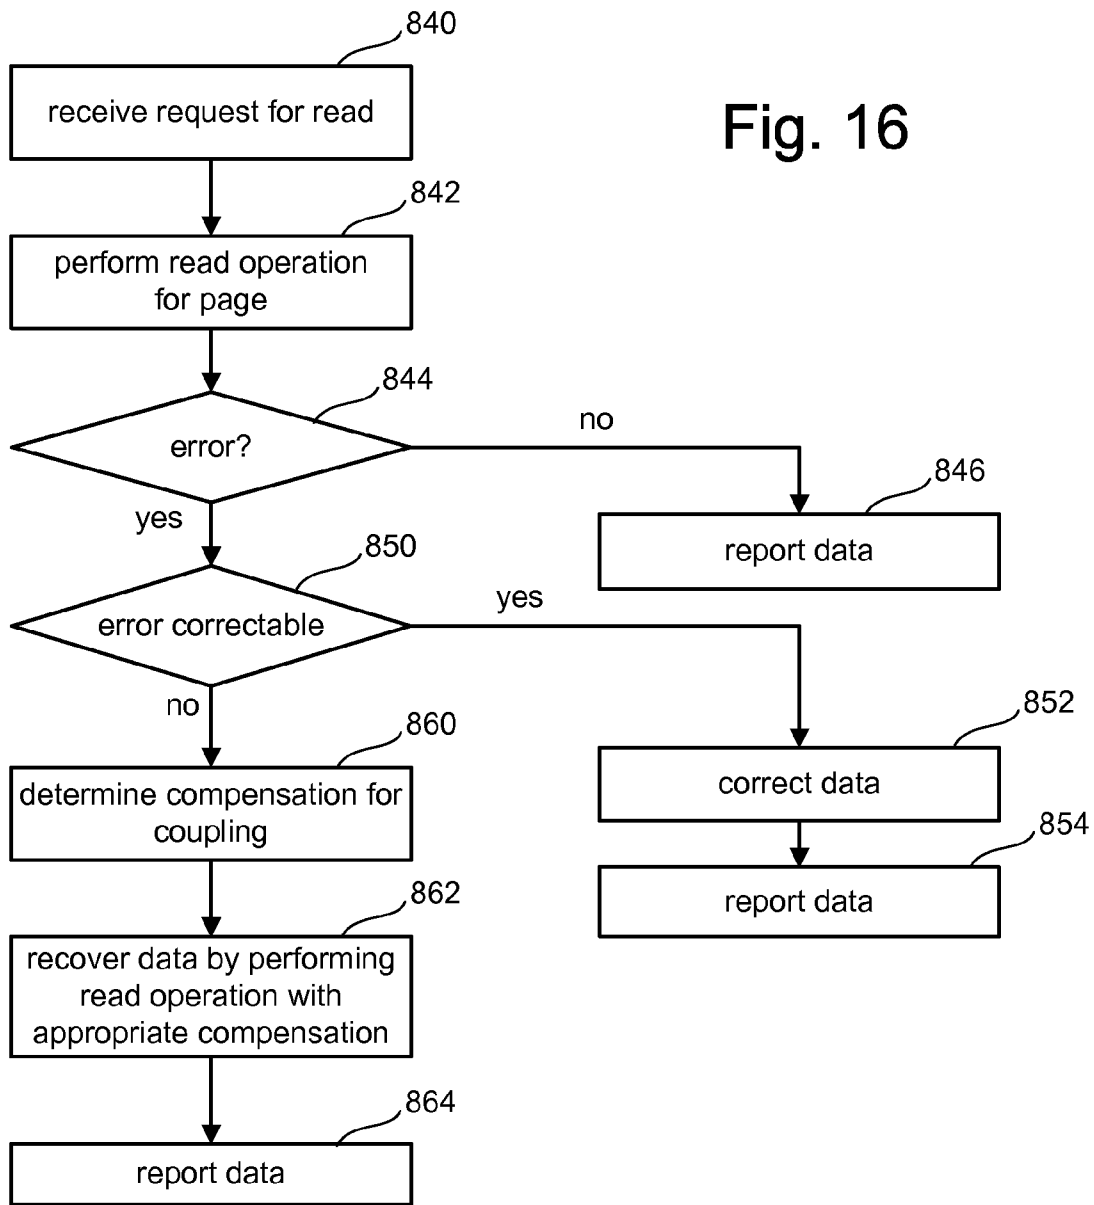 840
receive request for read
Fig. 16
842
perform read operation
for page
844
error?
no
846
report data
yes
850
error correctable
yes
852
correct data
854
report data
no
860
determine compensation for
coupling
862
recover data by performing
read operation with
appropriate compensation
864
report data